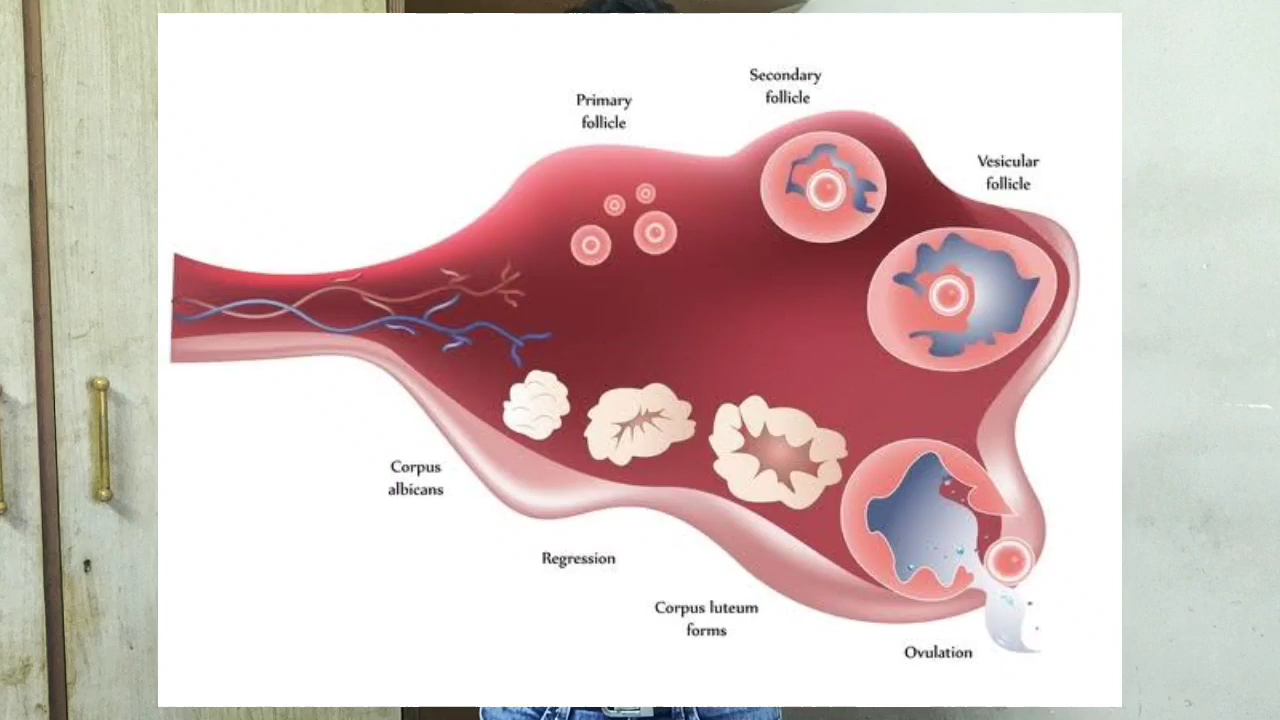 Secondary
follicle
Primary
follicle
Vesicular
follicle
Corpus
albicans
Regression
Corpus luteum
forms
Ovulation